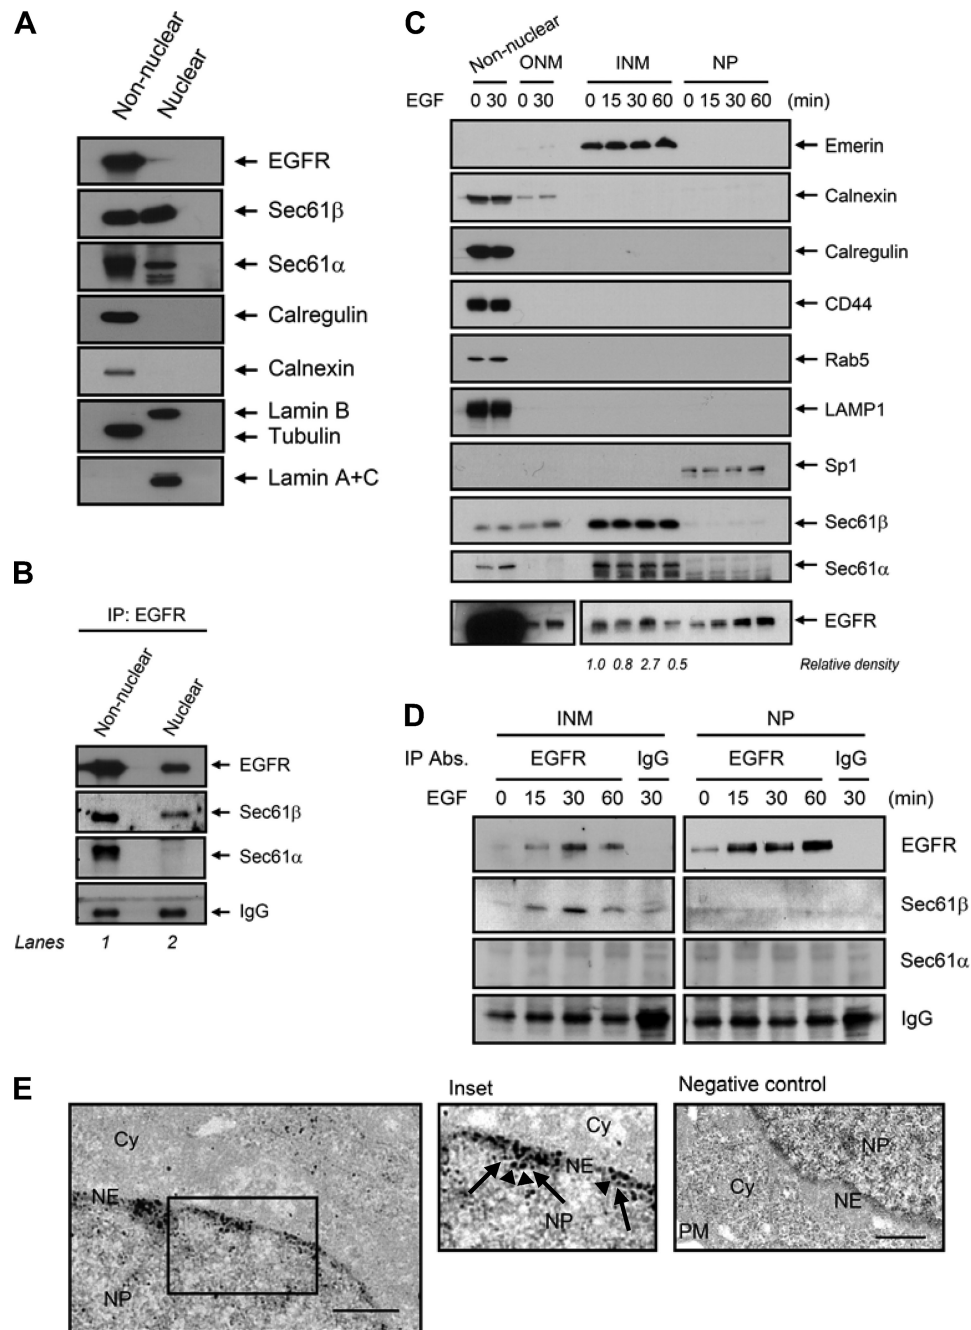 A
Non-nuclear
Nuclear
EGFR
Sec61β
Sec61α
Calregulin
Calnexin
Lamin B
Tubulin
Lamin A+C
B
IP: EGFR
Non-nuclear
Nuclear
EGFR
Sec61β
Sec61α
IgG
Lanes 1 2
C
Non-nuclear
ONM INM NP
EGF 0 30 0 30 0 15 30 60 0 15 30 60 (min)
Emerin
Calnexin
Calregulin
CD44
Rab5
LAMP1
Sp1
Sec61β
Sec61α
EGFR
1.0 0.8 2.7 0.5 Relative density
D
INM NP
IP Abs. EGFR IgG EGFR IgG
EGF 0 15 30 60 30 0 15 30 60 30 (min)
EGFR
Sec61β
Sec61α
IgG
E
Cy
NE
NP
Inset
Cy
NE
NP
Negative control
NP
Cy
NE
PM